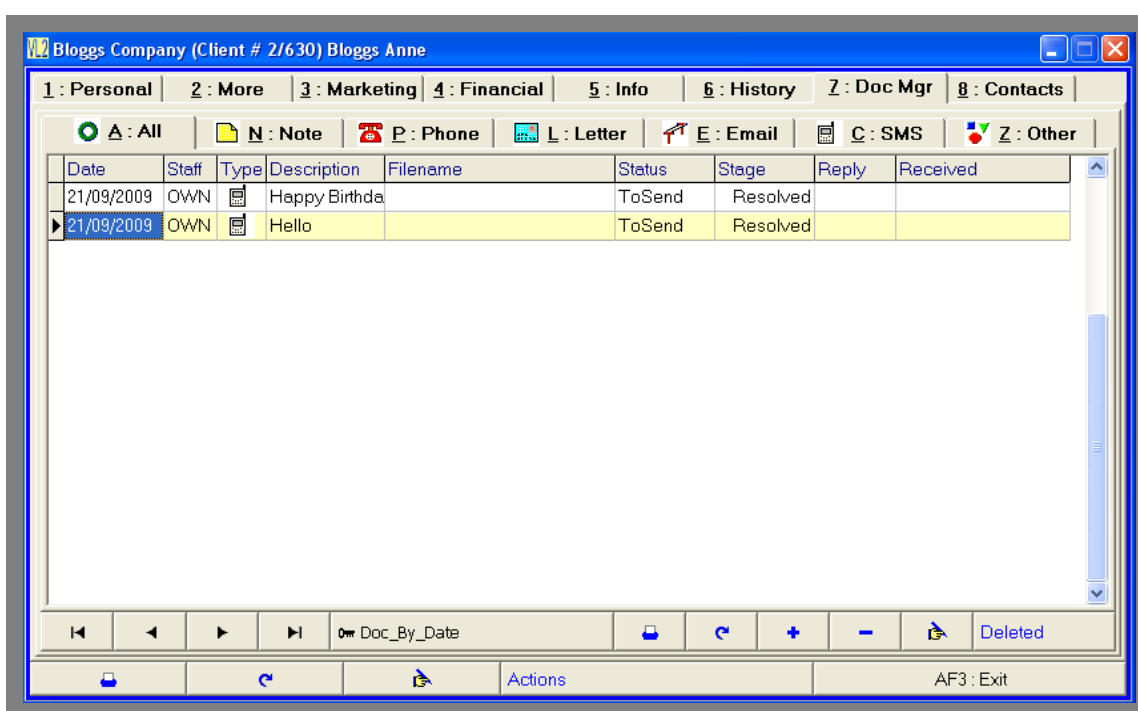 VL2 Bloggs Company (Client # 2/630) Bloggs Anne
1 : Personal 2 : More 3 : Marketing 4 : Financial 5 : Info 6 : History 7 : Doc Mgr 8 : Contacts
A : All N : Note P : Phone L : Letter E : Email C : SMS Z : Other
Date Staff Type Description Filename Status Stage Reply Received
21/09/2009 OWN Happy Birthda ToSend Resolved
21/09/2009 OWN Hello ToSend Resolved
Doc_By_Date Deleted
Actions AF3 : Exit